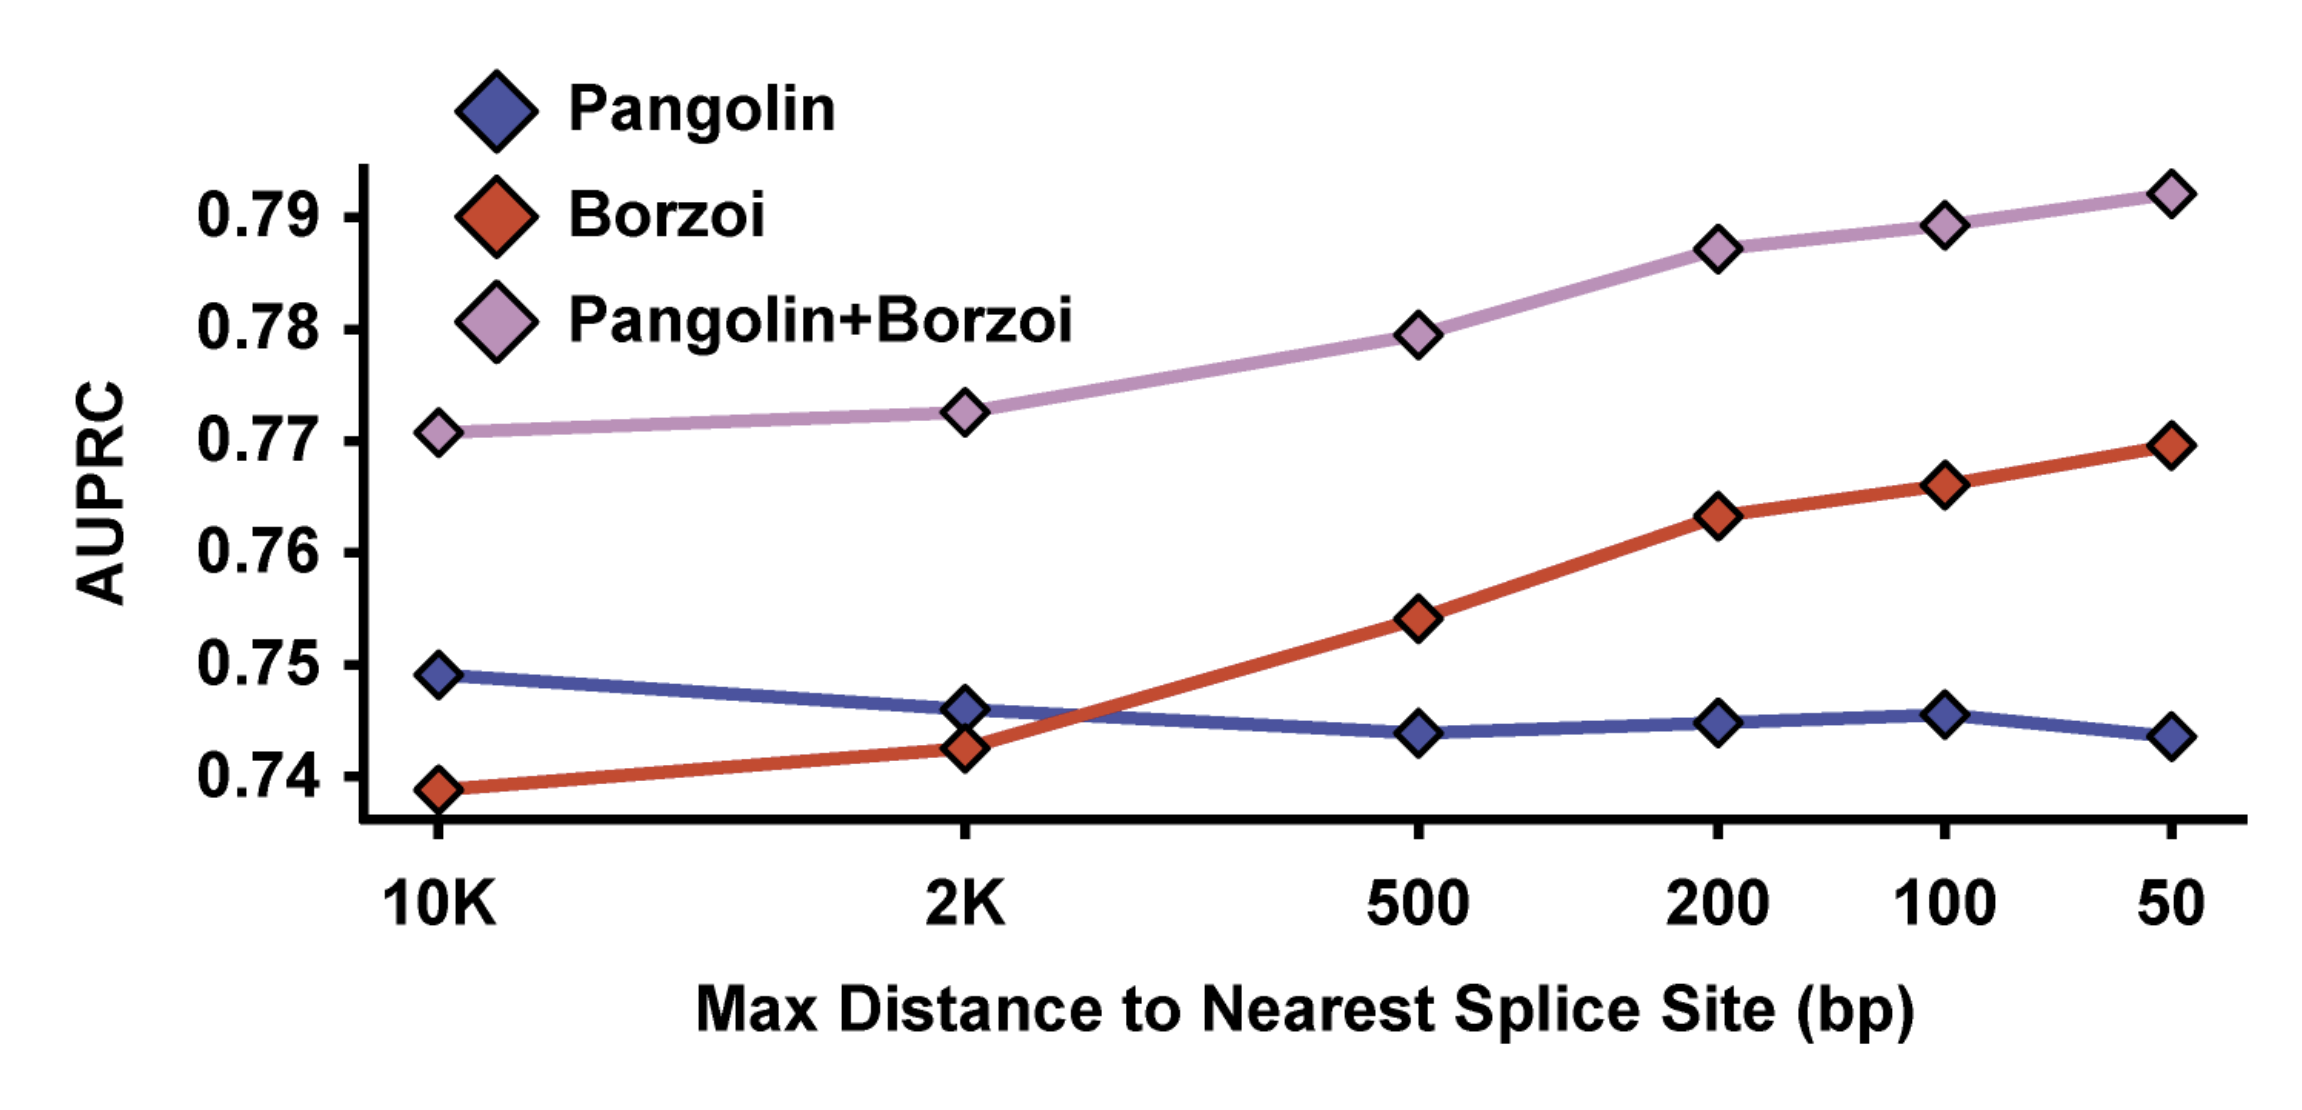 Pangolin
Borzoi
Pangolin+Borzoi
AUPRC
0.79
0.78
0.77
0.76
0.75
0.74
10K 2K 500 200 100 50
Max Distance to Nearest Splice Site (bp)